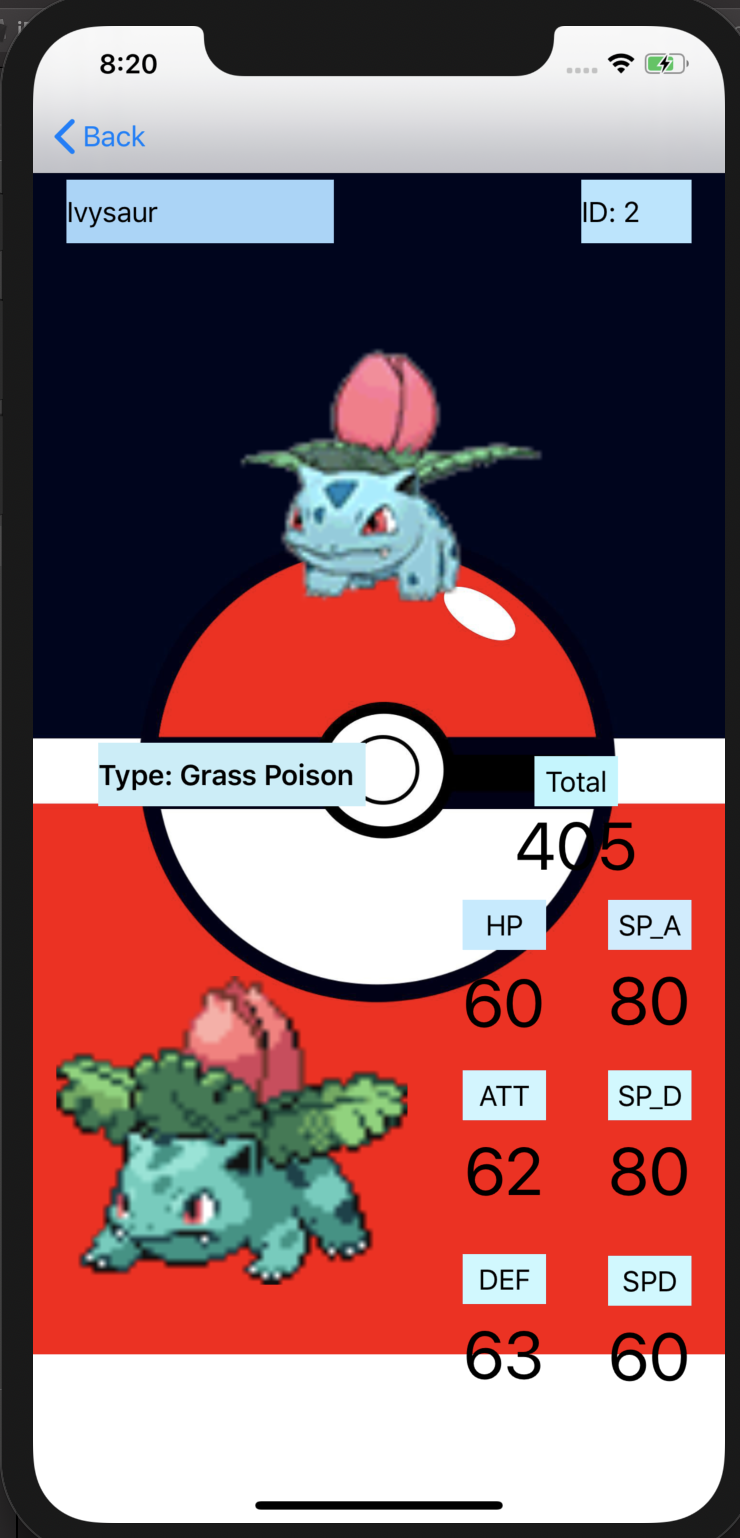 8:20
Back
Ivysaur
ID: 2
Type: Grass Poison
Total
405
HP
SP_A
60
80
ATT
SP_D
62
80
DEF
SPD
63
60